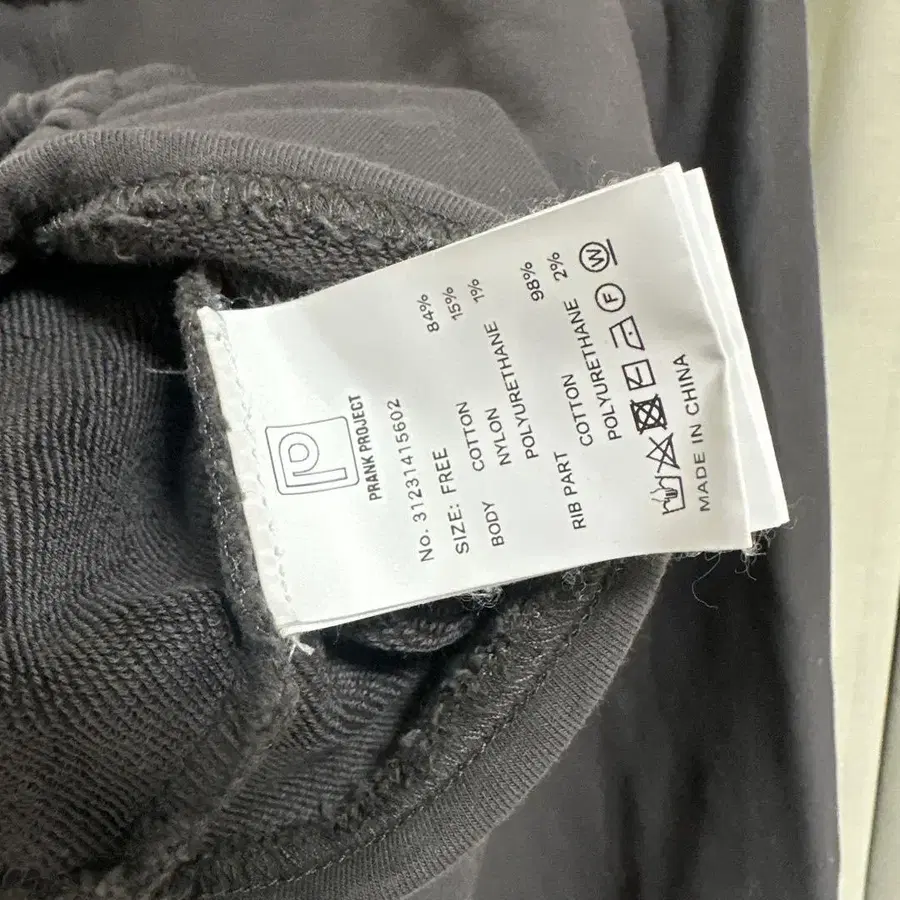 PRANK PROJECT
No. 31231415602
SIZE: FREE
BODY COTTON 84%
NYLON 15%
POLYURETHANE 1%
RIB PART COTTON 98%
POLYURETHANE 2%
F W
MADE IN CHINA